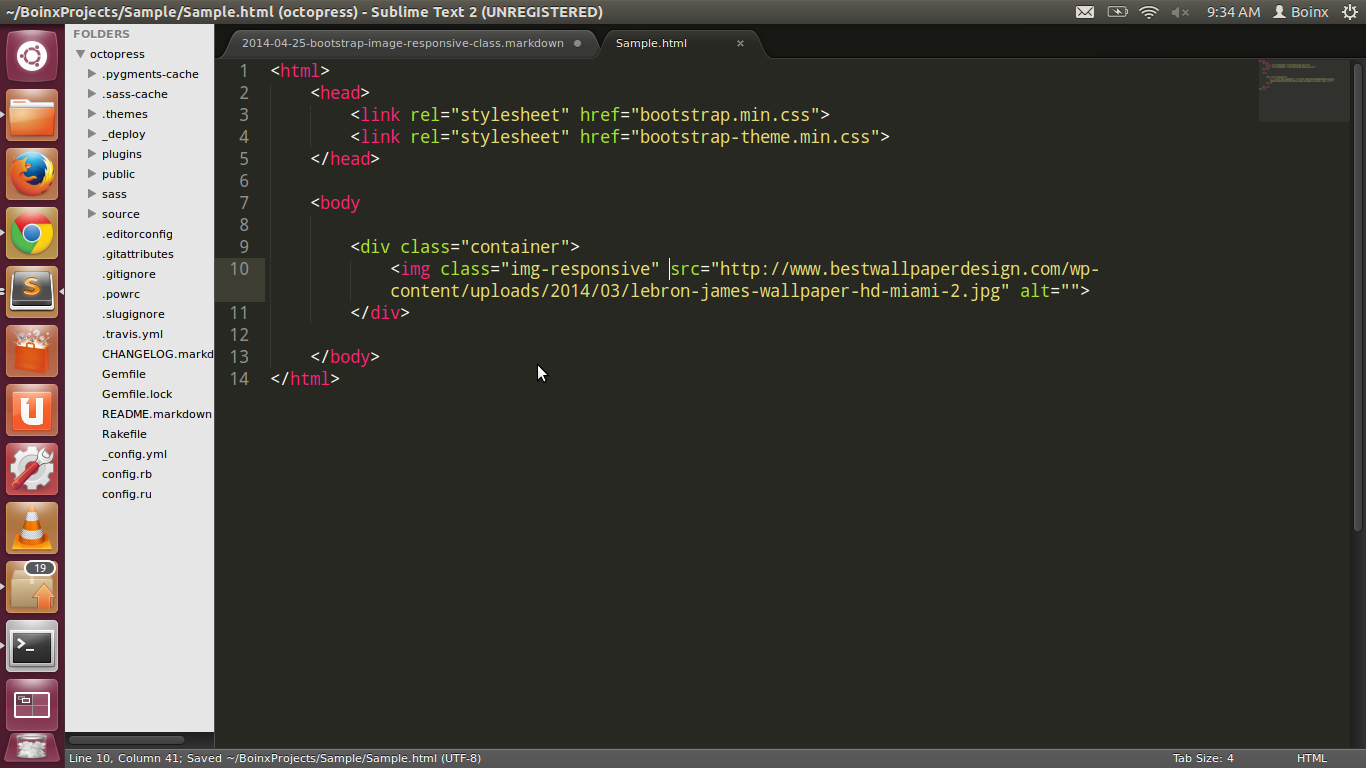 ~/BoinxProjects/Sample/Sample.html (octopress) - Sublime Text 2 (UNREGISTERED)
9:34 AM
Boinx
FOLDERS
octopress
.pygments-cache
.sass-cache
.themes
_deploy
plugins
public
sass
source
.editorconfig
.gitattributes
.gitignore
.powrc
.slugignore
.travis.yml
CHANGELOG.markd
Gemfile
Gemfile.lock
README.markdown
Rakefile
_config.yml
config.rb
config.ru
2014-04-25-bootstrap-image-responsive-class.markdown
Sample.html
1 <html>
2 <head>
3 <link rel="stylesheet" href="bootstrap.min.css">
4 <link rel="stylesheet" href="bootstrap-theme.min.css">
5 </head>
6
7 <body
8
9 <div class="container">
10 <img class="img-responsive" src="http://www.bestwallpaperdesign.com/wp-
content/uploads/2014/03/lebron-james-wallpaper-hd-miami-2.jpg" alt="">
11 </div>
12
13 </body>
14 </html>
19
Line 10, Column 41; Saved ~/BoinxProjects/Sample/Sample.html (UTF-8)
Tab Size: 4
HTML